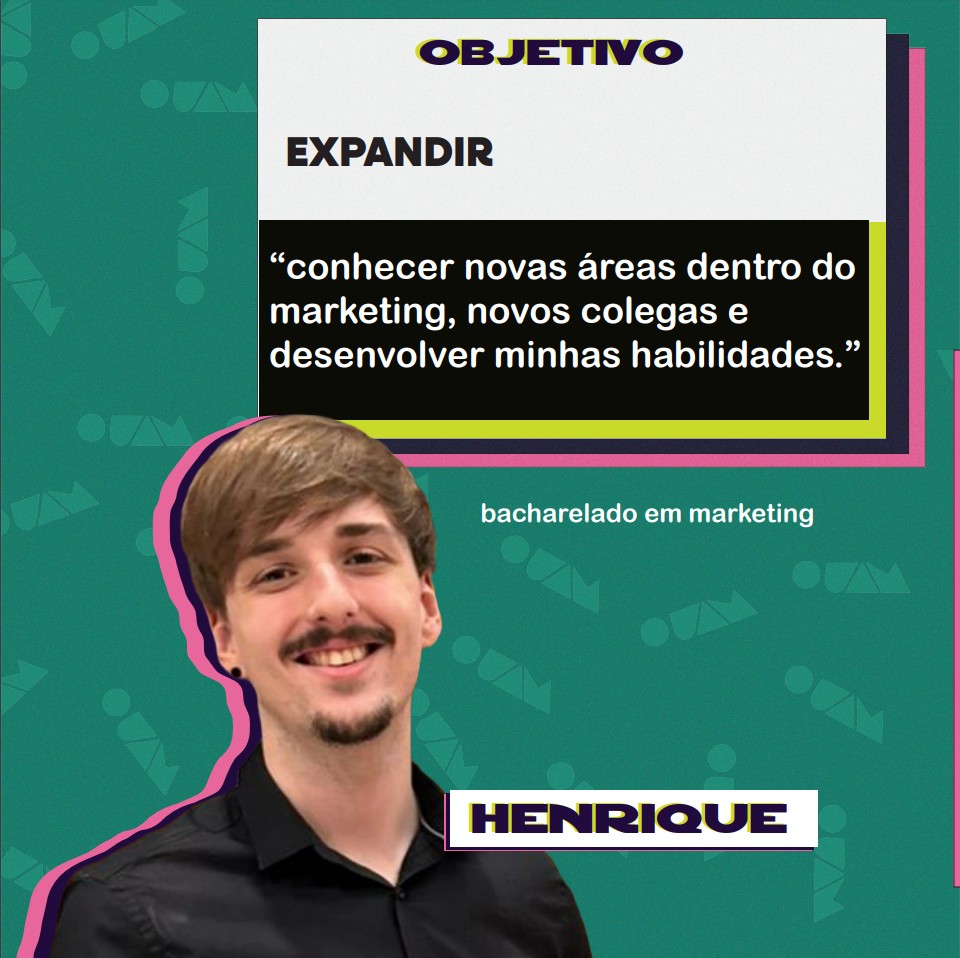 OBJETIVO
EXPANDIR
“conhecer novas áreas dentro do
marketing, novos colegas e
desenvolver minhas habilidades.”
bacharelado em marketing
HENRIQUE